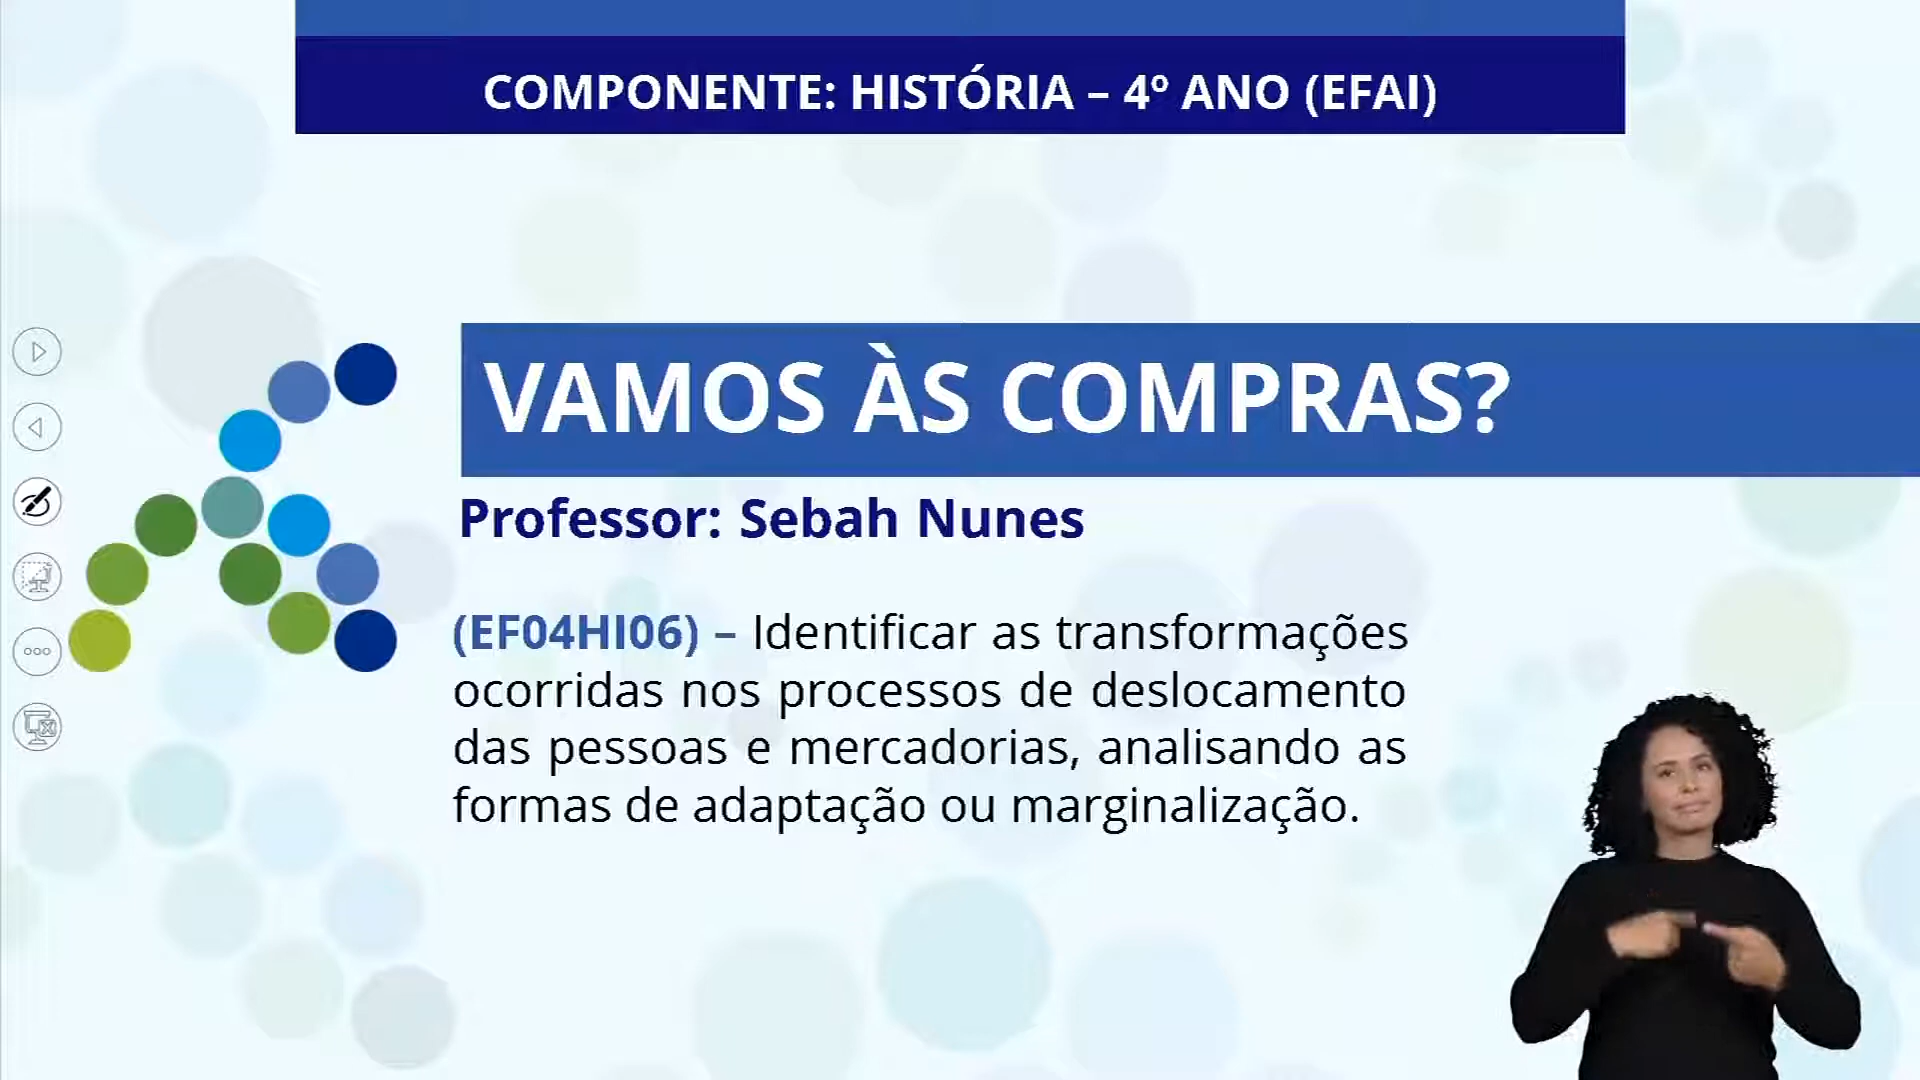 COMPONENTE: HISTÓRIA – 4º ANO (EFAI)
VAMOS ÀS COMPRAS?
Professor: Sebah Nunes
(EF04HI06) – Identificar as transformações
ocorridas nos processos de deslocamento
das pessoas e mercadorias, analisando as
formas de adaptação ou marginalização.